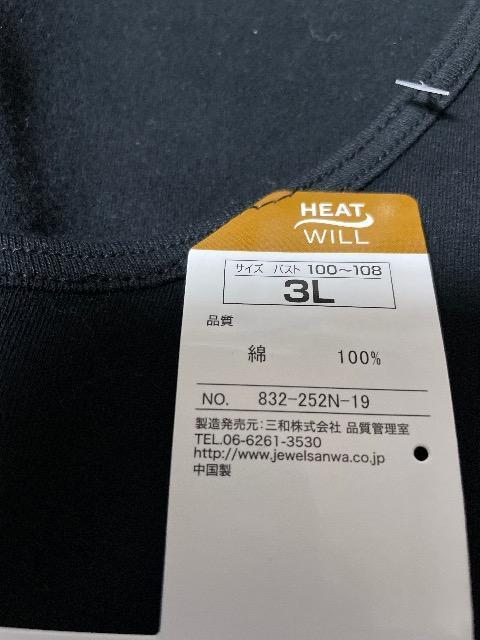 HEAT
WILL
サイズ バスト 100～108
3L
品質
綿 100%
NO. 832-252N-19
製造発売元：三和株式会社 品質管理室
TEL.06-6261-3530
http://www.jewelsanwa.co.jp
中国製